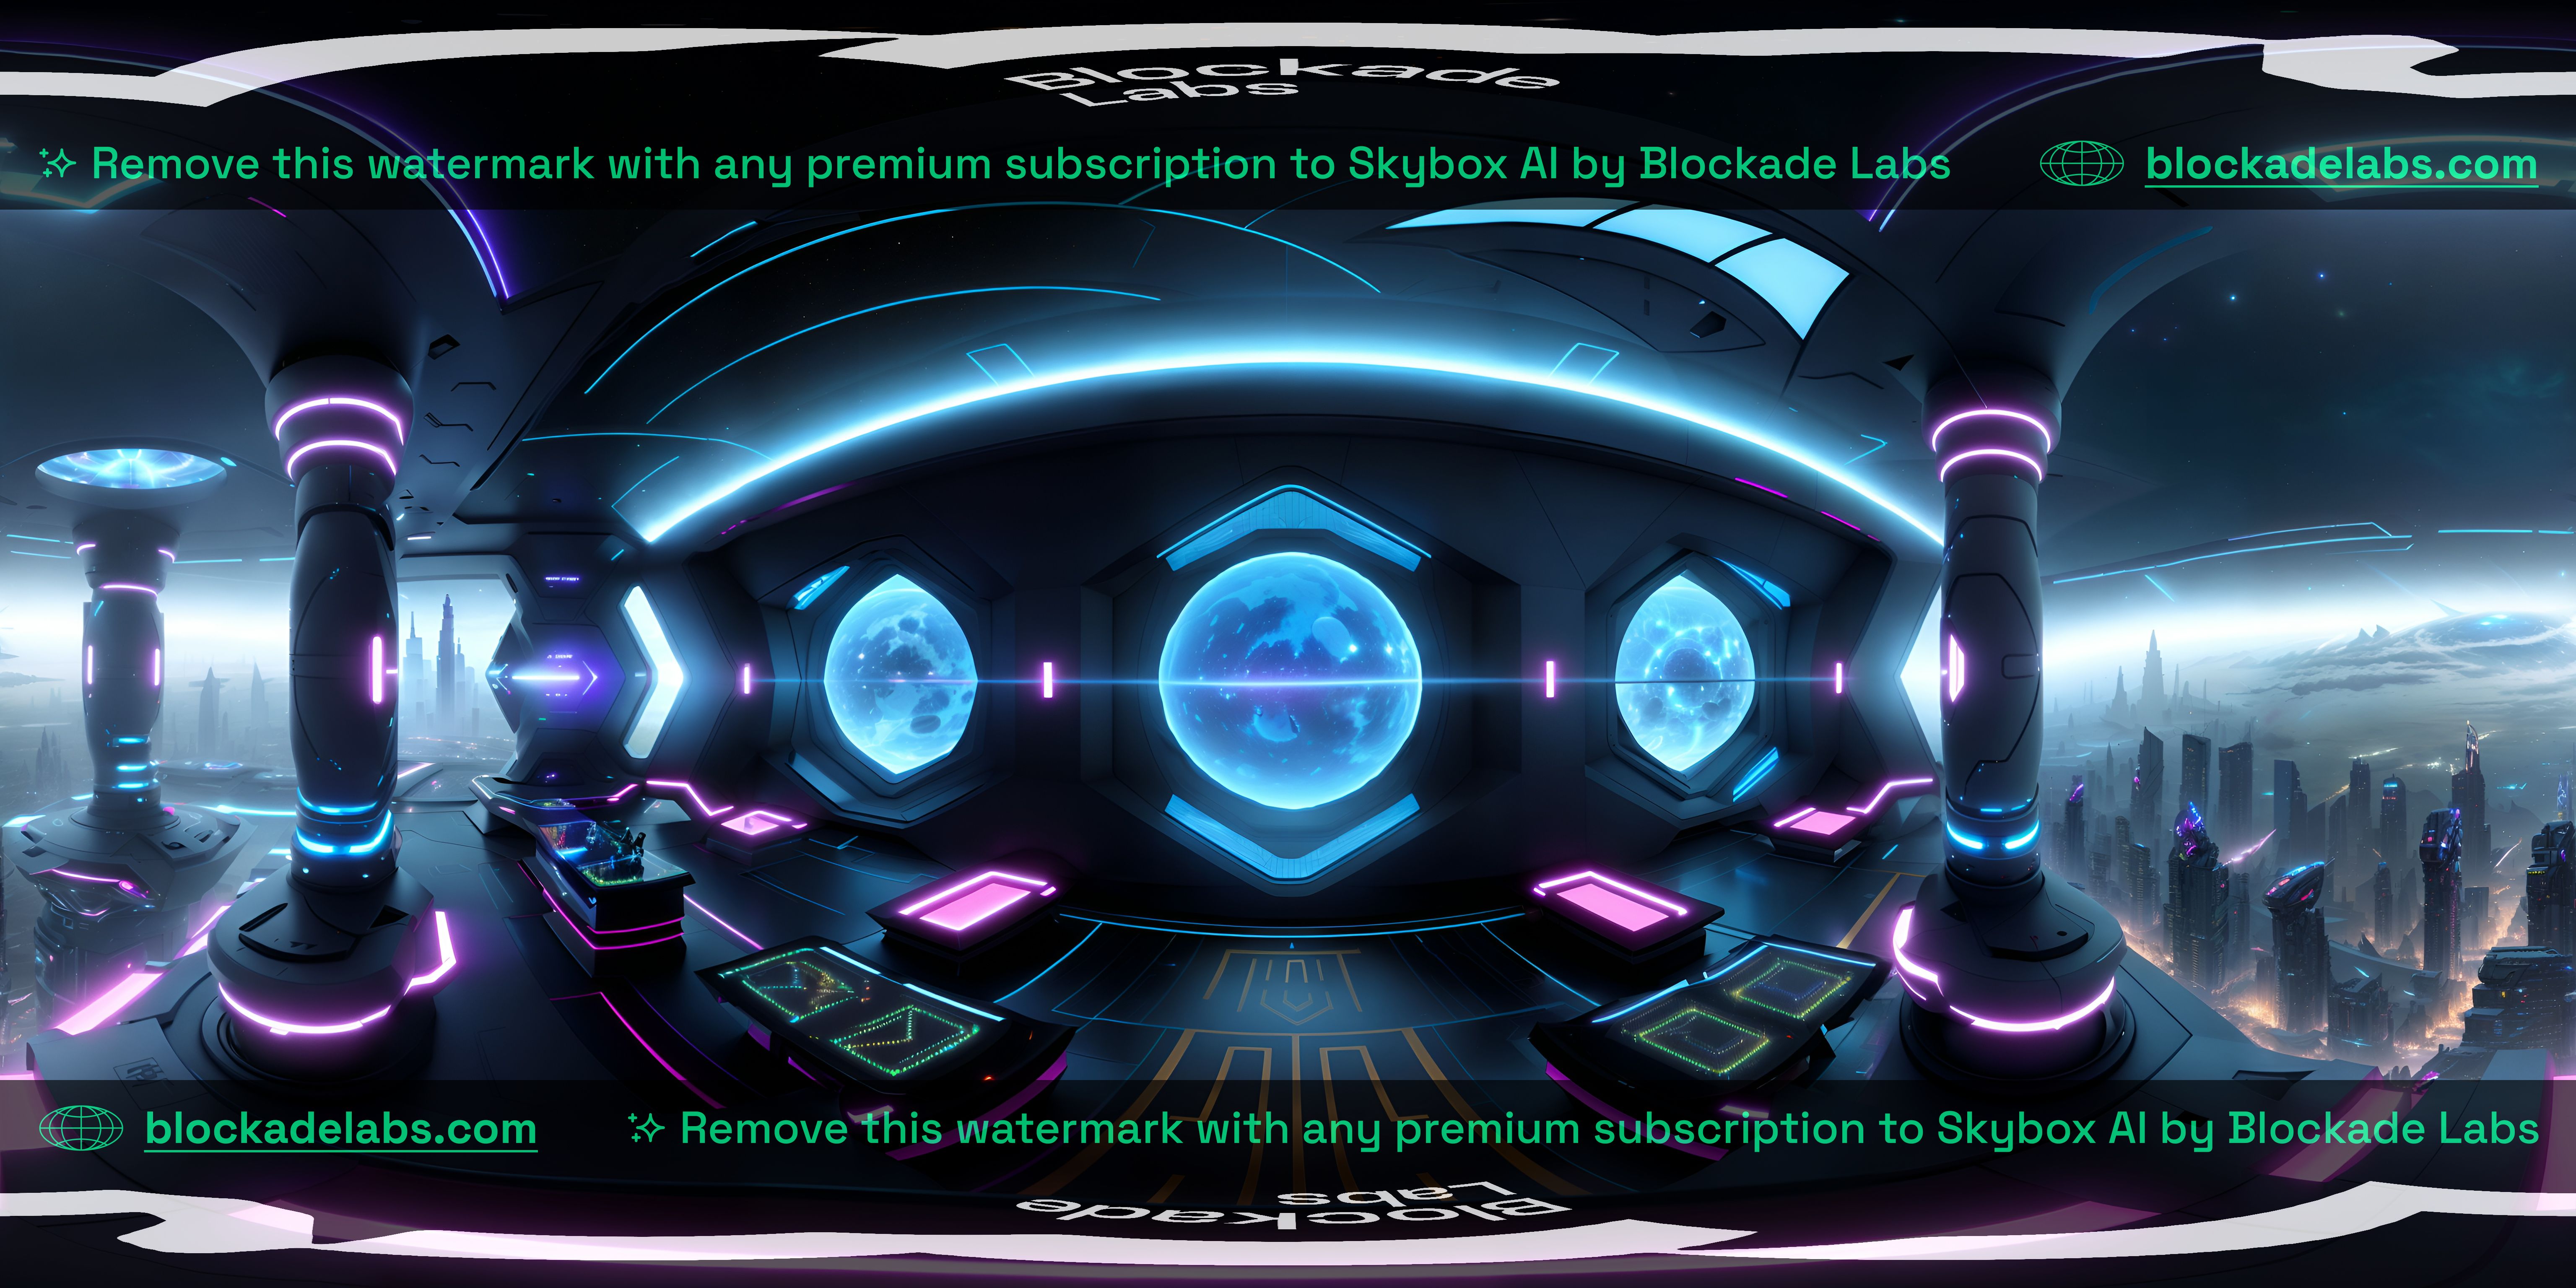 Blockade
Labs
Remove this watermark with any premium subscription to Skybox AI by Blockade Labs
blockadelabs.com
blockadelabs.com
Remove this watermark with any premium subscription to Skybox AI by Blockade Labs
Blockade
Labs